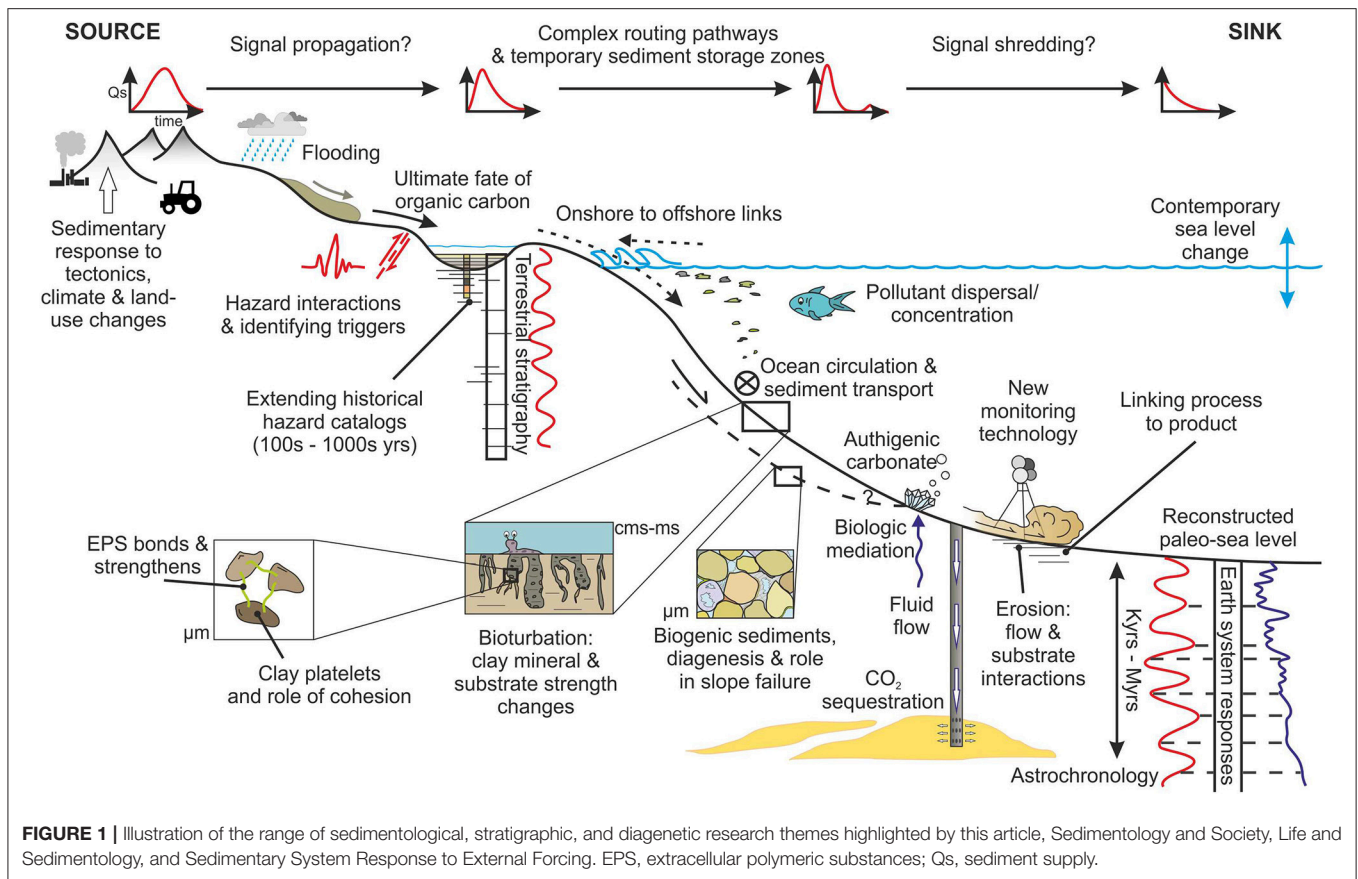 SOURCE
Signal propagation?
Complex routing pathways
& temporary sediment storage zones
Signal shredding?
SINK
Qs
time
Flooding
Ultimate fate of
organic carbon
Onshore to offshore links
Contemporary
sea level
change
Sedimentary
response to
tectonics,
climate & land-
use changes
Hazard interactions
& identifying triggers
Terrestrial stratigraphy
Pollutant dispersal/
concentration
Extending historical
hazard catalogs
(100s - 1000s yrs)
Ocean circulation &
sediment transport
New
monitoring
technology
Linking process
to product
Authigenic
carbonate
?
Biologic
mediation
Reconstructed
paleo-sea level
EPS bonds &
strengthens
µm
Clay platelets
and role of cohesion
cms-ms
Bioturbation:
clay mineral &
substrate strength
changes
µm
Biogenic sediments,
diagenesis & role
in slope failure
Fluid
flow
Erosion:
flow &
substrate
interactions
CO₂
sequestration
Kyrs - Myrs
Earth system responses
Astrochronology
FIGURE 1 | Illustration of the range of sedimentological, stratigraphic, and diagenetic research themes highlighted by this article, Sedimentology and Society, Life and
Sedimentology, and Sedimentary System Response to External Forcing. EPS, extracellular polymeric substances; Qs, sediment supply.